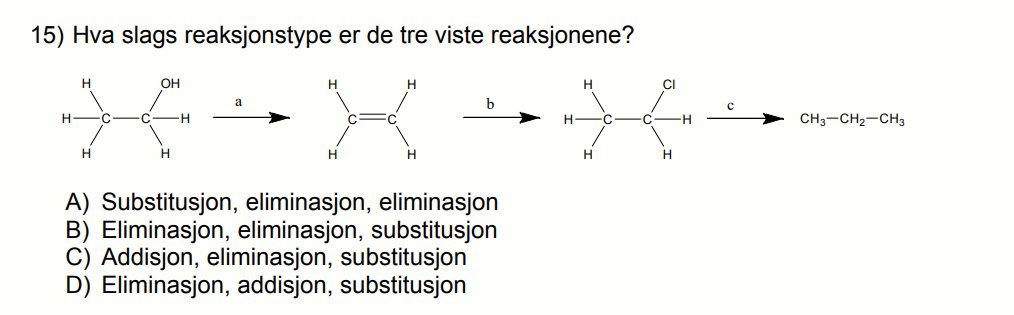 15) Hva slags reaksjonstype er de tre viste reaksjonene?
H OH H H H Cl
a b c
H C C H C C H C C H CH₃–CH₂–CH₃
H H H H H H
A) Substitusjon, eliminasjon, eliminasjon
B) Eliminasjon, eliminasjon, substitusjon
C) Addisjon, eliminasjon, substitusjon
D) Eliminasjon, addisjon, substitusjon